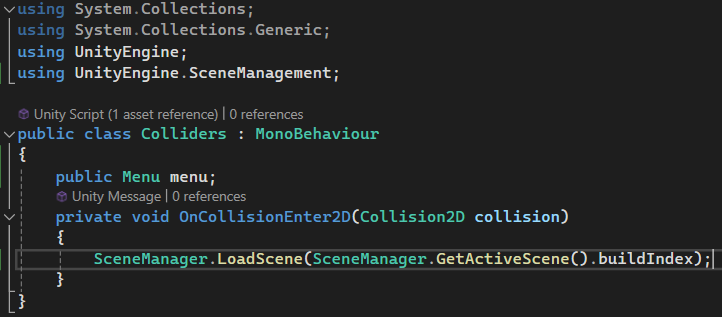 using System.Collections;
using System.Collections.Generic;
using UnityEngine;
using UnityEngine.SceneManagement;
Unity Script (1 asset reference) | 0 references
public class Colliders : MonoBehaviour
{
public Menu menu;
Unity Message | 0 references
private void OnCollisionEnter2D(Collision2D collision)
{
SceneManager.LoadScene(SceneManager.GetActiveScene().buildIndex);
}
}